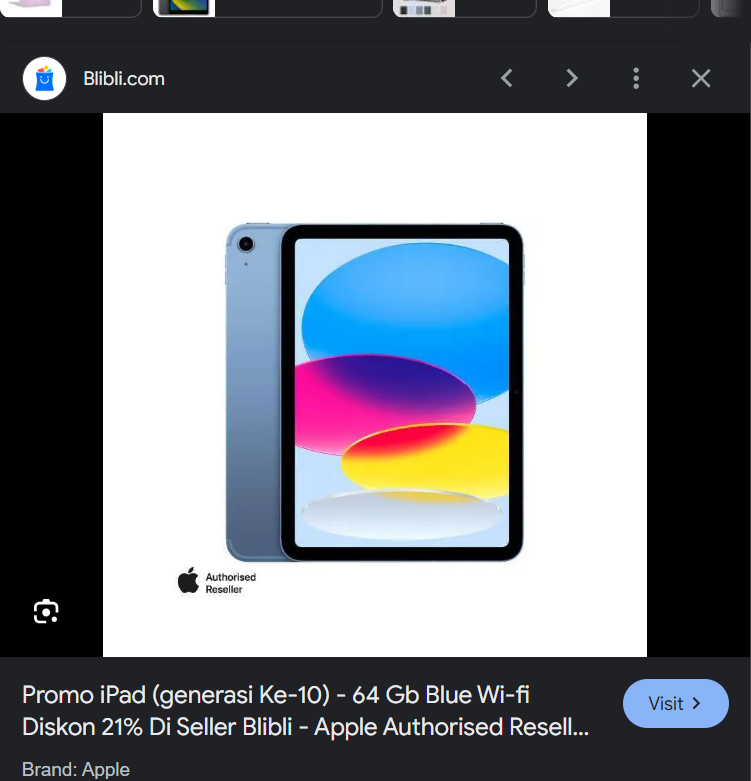 Blibli.com
Authorised
Reseller
Promo iPad (generasi Ke-10) - 64 Gb Blue Wi-fi
Diskon 21% Di Seller Blibli - Apple Authorised Resell...
Visit
Brand: Apple